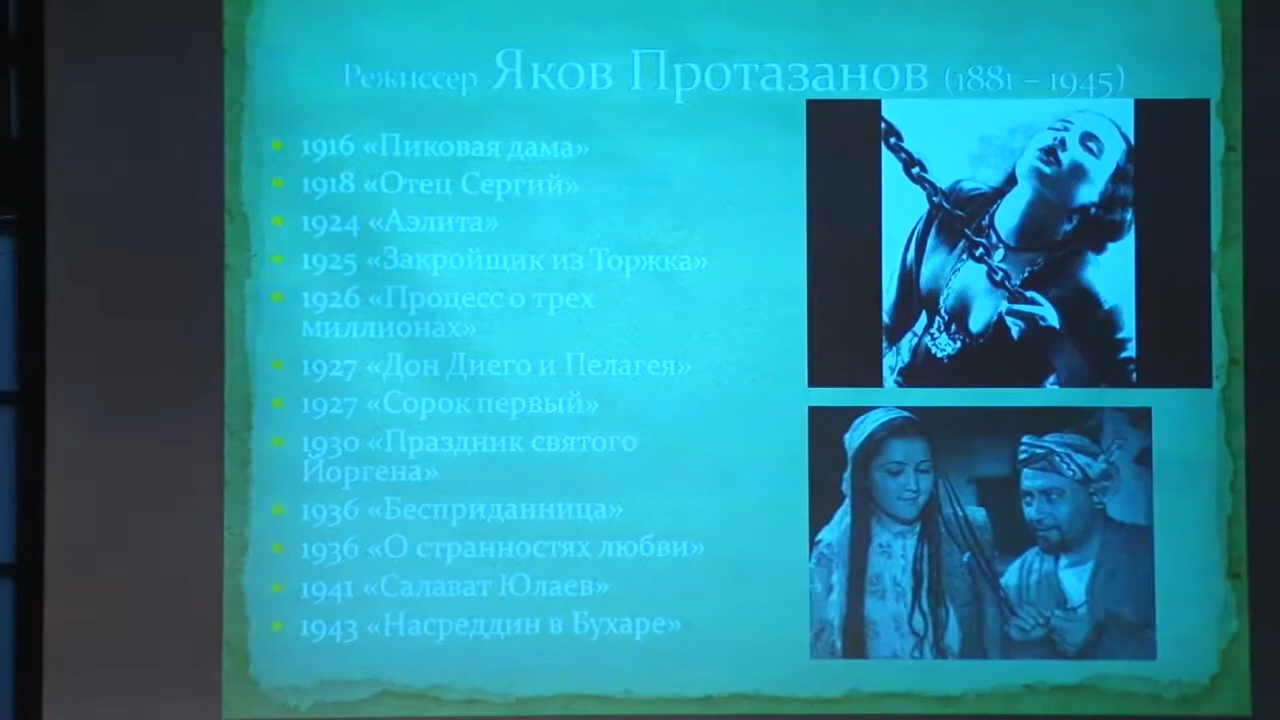 Режиссер Яков Протазанов (1881 – 1945)
1916 «Пиковая дама»
1918 «Отец Сергий»
1924 «Аэлита»
1925 «Закройщик из Торжка»
1926 «Процесс о трех
миллионах»
1927 «Дон Диего и Пелагея»
1927 «Сорок первый»
1930 «Праздник святого
Йоргена»
1936 «Бесприданница»
1936 «О странностях любви»
1941 «Салават Юлаев»
1943 «Насреддин в Бухаре»